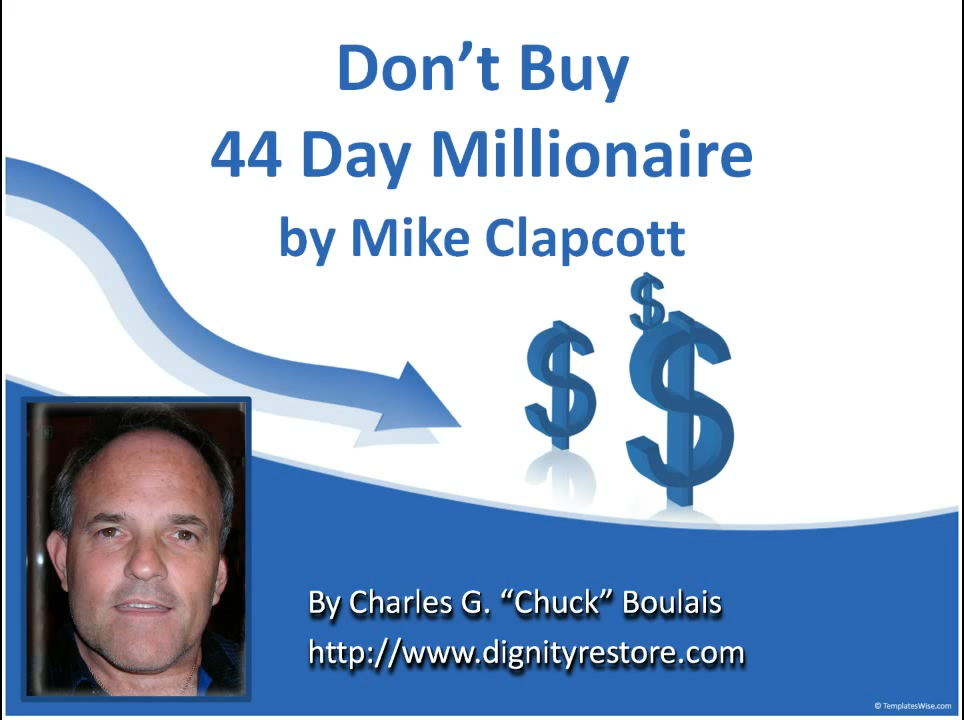 Don’t Buy
44 Day Millionaire
by Mike Clapcott
$
$
$
By Charles G. “Chuck” Boulais
http://www.dignityrestore.com
© TemplatesWise.com